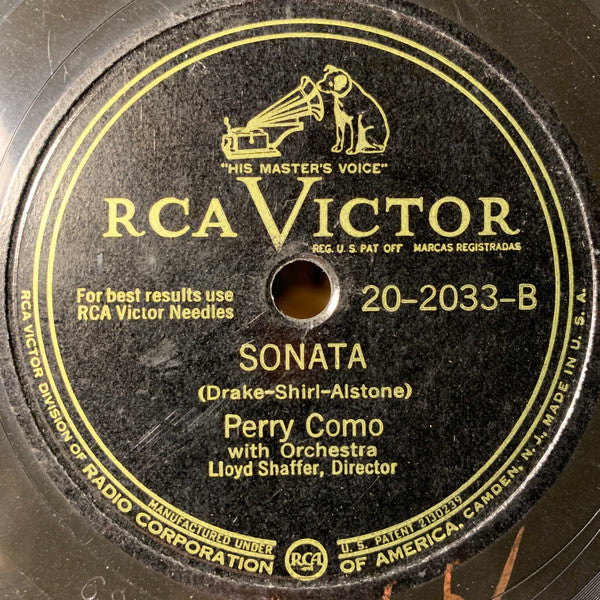 "HIS MASTER'S VOICE"
RCA VICTOR
REG. U. S. PAT OFF MARCAS REGISTRADAS
For best results use
RCA Victor Needles
20-2033-B
SONATA
(Drake-Shirl-Alstone)
Perry Como
with Orchestra
Lloyd Shaffer, Director
RCA VICTOR DIVISION OF RADIO CORPORATION OF AMERICA, CAMDEN, N. J., MADE IN U. S. A.
MANUFACTURED UNDER U. S. PATENT 2130239
RCA